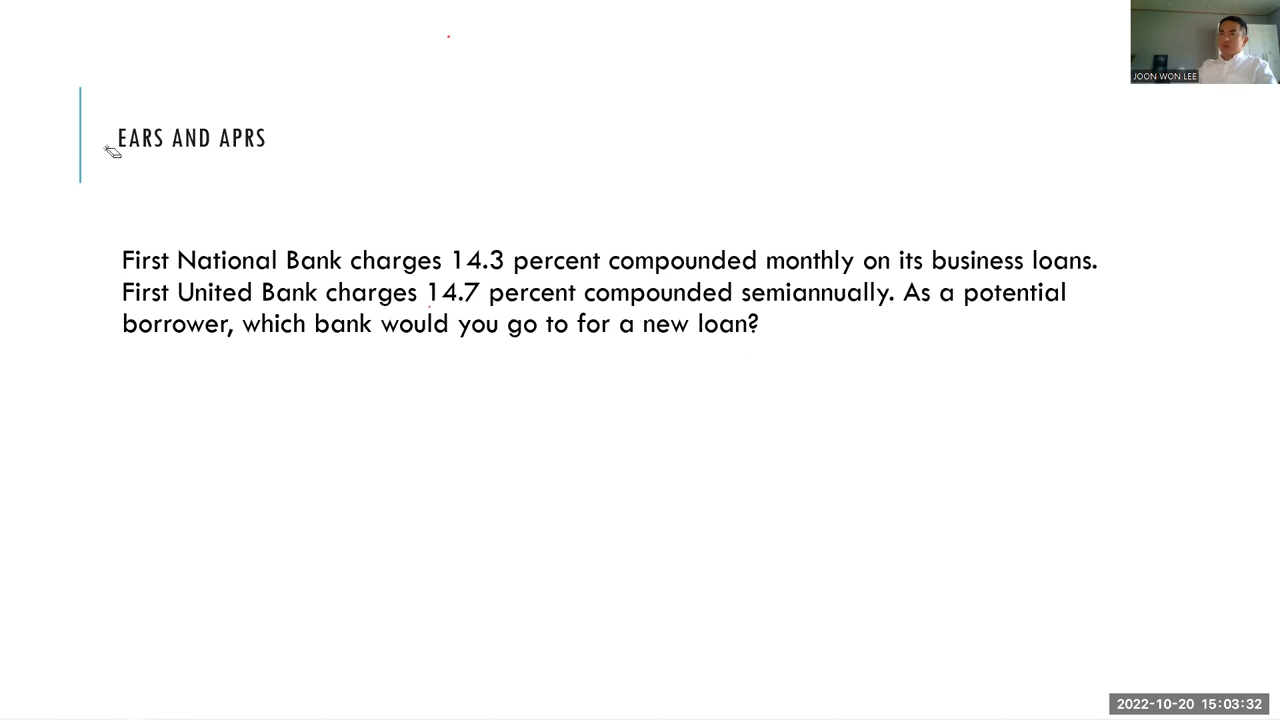 JOON WON LEE
EARS AND APRS
First National Bank charges 14.3 percent compounded monthly on its business loans.
First United Bank charges 14.7 percent compounded semiannually. As a potential
borrower, which bank would you go to for a new loan?
2022-10-20 15:03:32